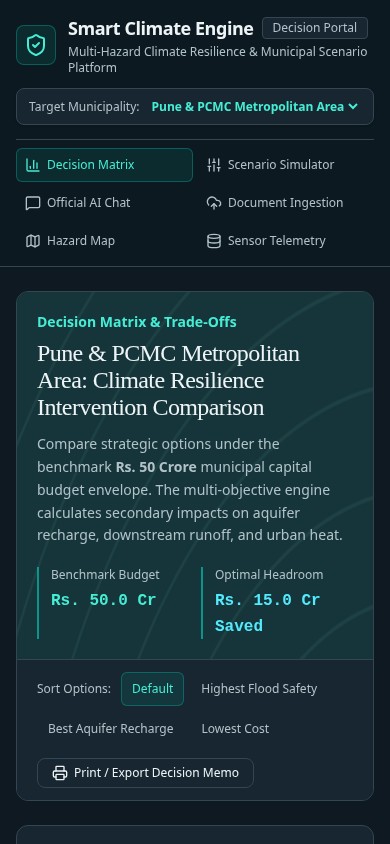 Smart Climate Engine
Decision Portal
Multi-Hazard Climate Resilience & Municipal Scenario
Platform
Target Municipality: Pune & PCMC Metropolitan Area
Decision Matrix
Scenario Simulator
Official AI Chat
Document Ingestion
Hazard Map
Sensor Telemetry
Decision Matrix & Trade-Offs
Pune & PCMC Metropolitan
Area: Climate Resilience
Intervention Comparison
Compare strategic options under the
benchmark Rs. 50 Crore municipal capital
budget envelope. The multi-objective engine
calculates secondary impacts on aquifer
recharge, downstream runoff, and urban heat.
Benchmark Budget
Rs. 50.0 Cr
Optimal Headroom
Rs. 15.0 Cr
Saved
Sort Options: Default Highest Flood Safety
Best Aquifer Recharge Lowest Cost
Print / Export Decision Memo